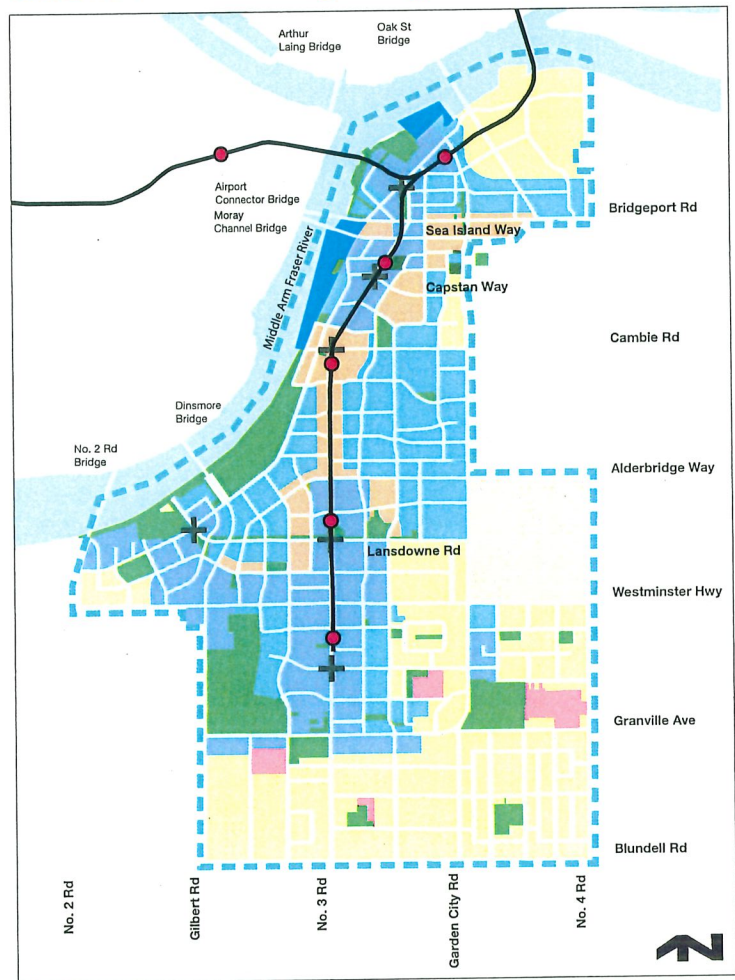 Arthur
Laing Bridge
Oak St
Bridge
Airport
Connector Bridge
Moray
Channel Bridge
Bridgeport Rd
Sea Island Way
Middle Arm Fraser River
Capstan Way
Cambie Rd
Dinsmore
Bridge
No. 2 Rd
Bridge
Alderbridge Way
Lansdowne Rd
Westminster Hwy
Granville Ave
Blundell Rd
No. 2 Rd
Gilbert Rd
No. 3 Rd
Garden City Rd
No. 4 Rd
N